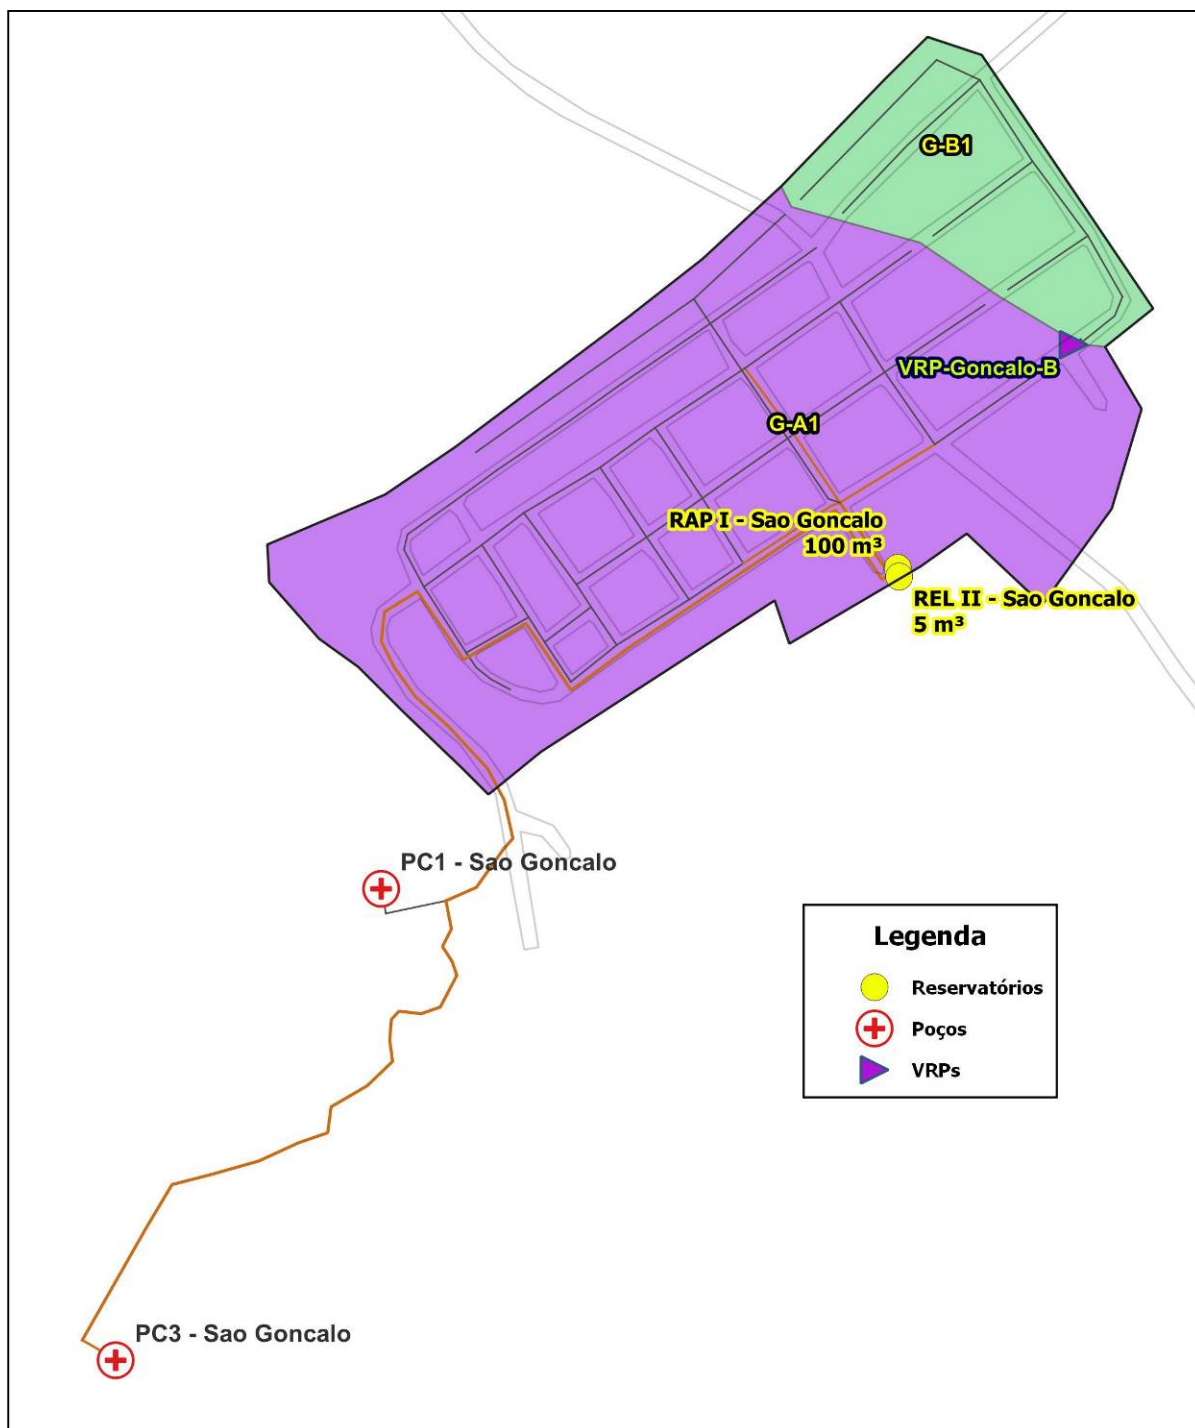 G-B1
VRP-Goncalo-B
G-A1
RAP I - Sao Goncalo
100 m³
REL II - Sao Goncalo
5 m³
PC1 - Sao Goncalo
Legenda
Reservatórios
Poços
VRPs
PC3 - Sao Goncalo